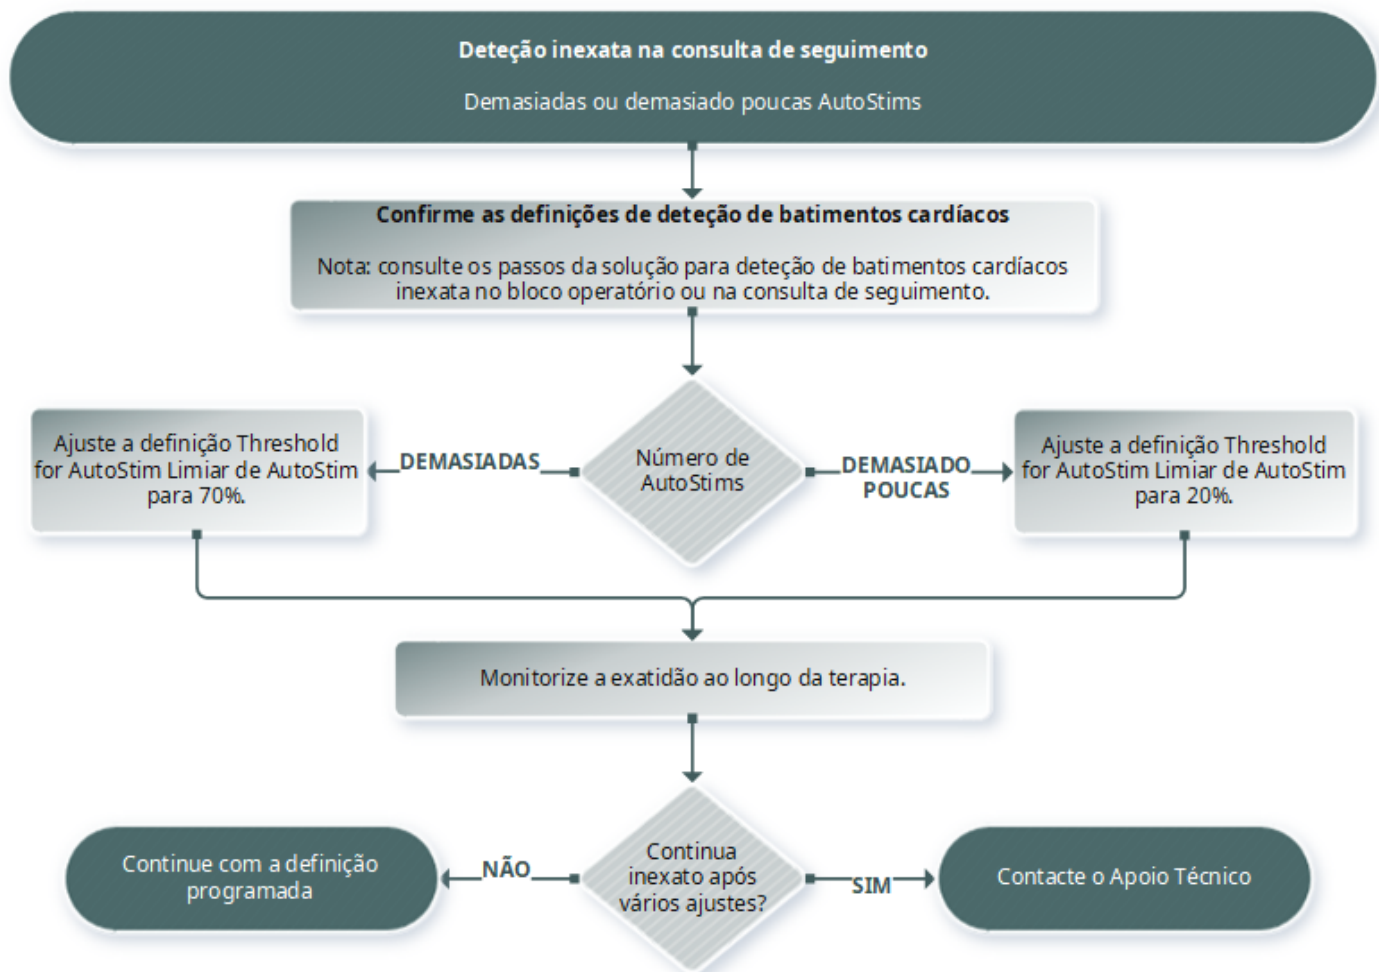 Deteção inexata na consulta de seguimento
Demasiadas ou demasiado poucas AutoStims
Confirme as definições de deteção de batimentos cardíacos
Nota: consulte os passos da solução para deteção de batimentos cardíacos
inexata no bloco operatório ou na consulta de seguimento.
Ajuste a definição Threshold
for AutoStim Limiar de AutoStim
para 70%.
DEMASIADAS
Número de
AutoStims
DEMASIADO
POUCAS
Ajuste a definição Threshold
for AutoStim Limiar de AutoStim
para 20%.
Monitorize a exatidão ao longo da terapia.
Continue com a definição
programada
NÃO
Continua
inexato após
vários ajustes?
SIM
Contacte o Apoio Técnico